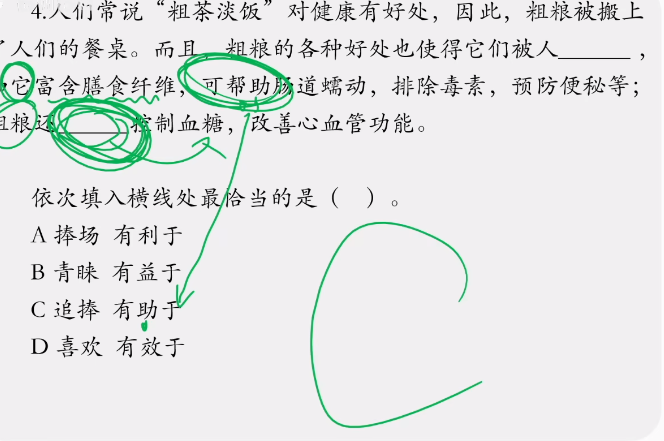 4.人们常说“粗茶淡饭”对健康有好处，因此，粗粮被搬上
了人们的餐桌。而且，粗粮的各种好处也使得它们被人______，
它富含膳食纤维，可帮助肠道蠕动，排除毒素，预防便秘等；
粗粮还______控制血糖，改善心血管功能。
依次填入横线处最恰当的是（ ）。
A 捧场 有利于
B 青睐 有益于
C 追捧 有助于
D 喜欢 有效于
C